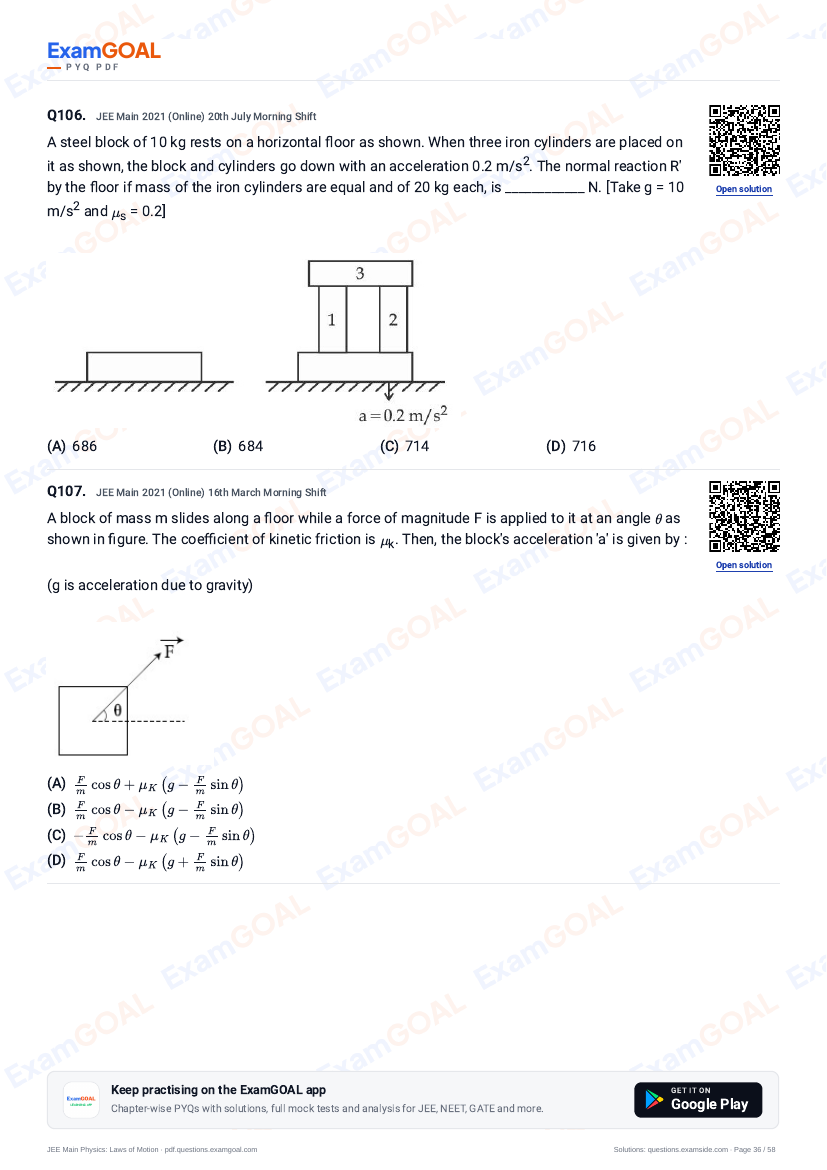 ExamGOAL
PYQ PDF
Q106. JEE Main 2021 (Online) 20th July Morning Shift
A steel block of 10 kg rests on a horizontal floor as shown. When three iron cylinders are placed on
it as shown, the block and cylinders go down with an acceleration 0.2 m/s². The normal reaction R'
by the floor if mass of the iron cylinders are equal and of 20 kg each, is ___________ N. [Take g = 10
m/s² and μₛ = 0.2]
Open solution
3
1 2
a = 0.2 m/s²
(A) 686 (B) 684 (C) 714 (D) 716
Q107. JEE Main 2021 (Online) 16th March Morning Shift
A block of mass m slides along a floor while a force of magnitude F is applied to it at an angle θ as
shown in figure. The coefficient of kinetic friction is μₖ. Then, the block's acceleration 'a' is given by :
Open solution
(g is acceleration due to gravity)
F⃗
θ
(A) F/m cos θ + μ_K (g − F/m sin θ)
(B) F/m cos θ − μ_K (g − F/m sin θ)
(C) −F/m cos θ − μ_K (g − F/m sin θ)
(D) F/m cos θ − μ_K (g + F/m sin θ)
Keep practising on the ExamGOAL app
Chapter-wise PYQs with solutions, full mock tests and analysis for JEE, NEET, GATE and more.
ExamGOAL
GET IT ON
Google Play
JEE Main Physics: Laws of Motion · pdf.questions.examgoal.com
Solutions: questions.examside.com · Page 36 / 58